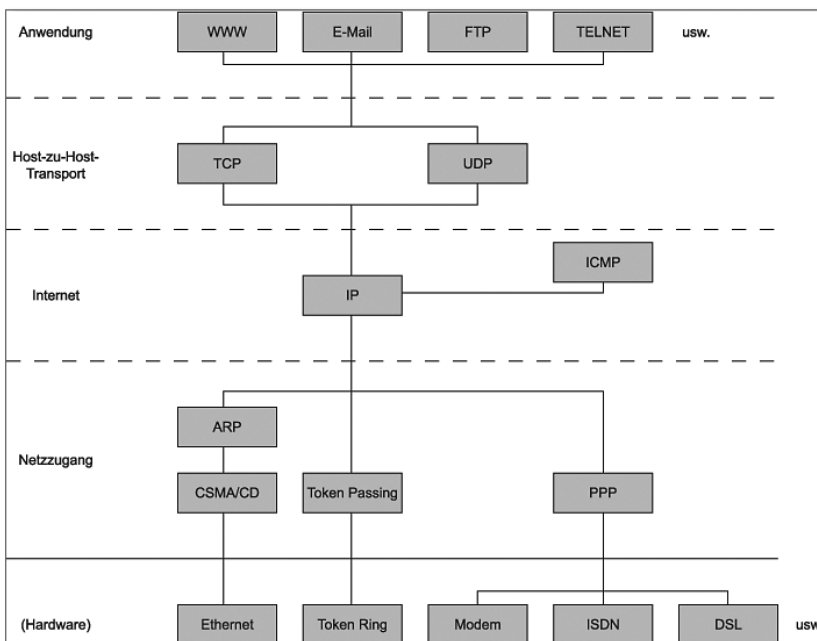 Anwendung
WWW
E-Mail
FTP
TELNET
usw.
Host-zu-Host-
Transport
TCP
UDP
ICMP
Internet
IP
ARP
Netzzugang
CSMA/CD
Token Passing
PPP
(Hardware)
Ethernet
Token Ring
Modem
ISDN
DSL
usw